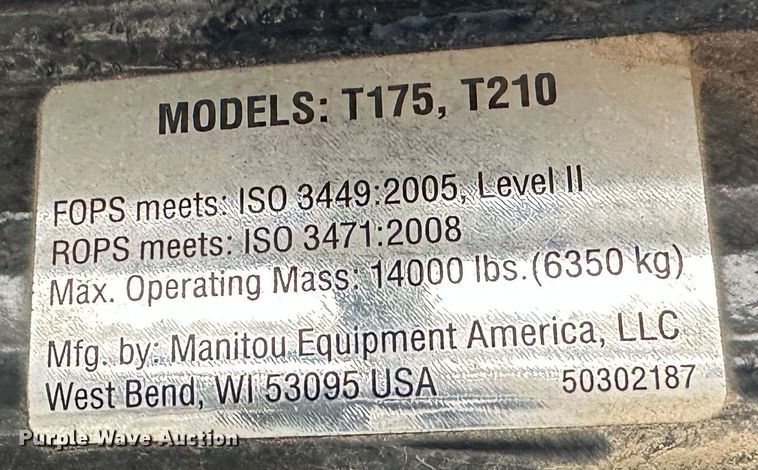 MODELS: T175, T210
FOPS meets: ISO 3449:2005, Level II
ROPS meets: ISO 3471:2008
Max. Operating Mass: 14000 lbs.(6350 kg)
Mfg. by: Manitou Equipment America, LLC
West Bend, WI 53095 USA 50302187
Purple Wave Auction